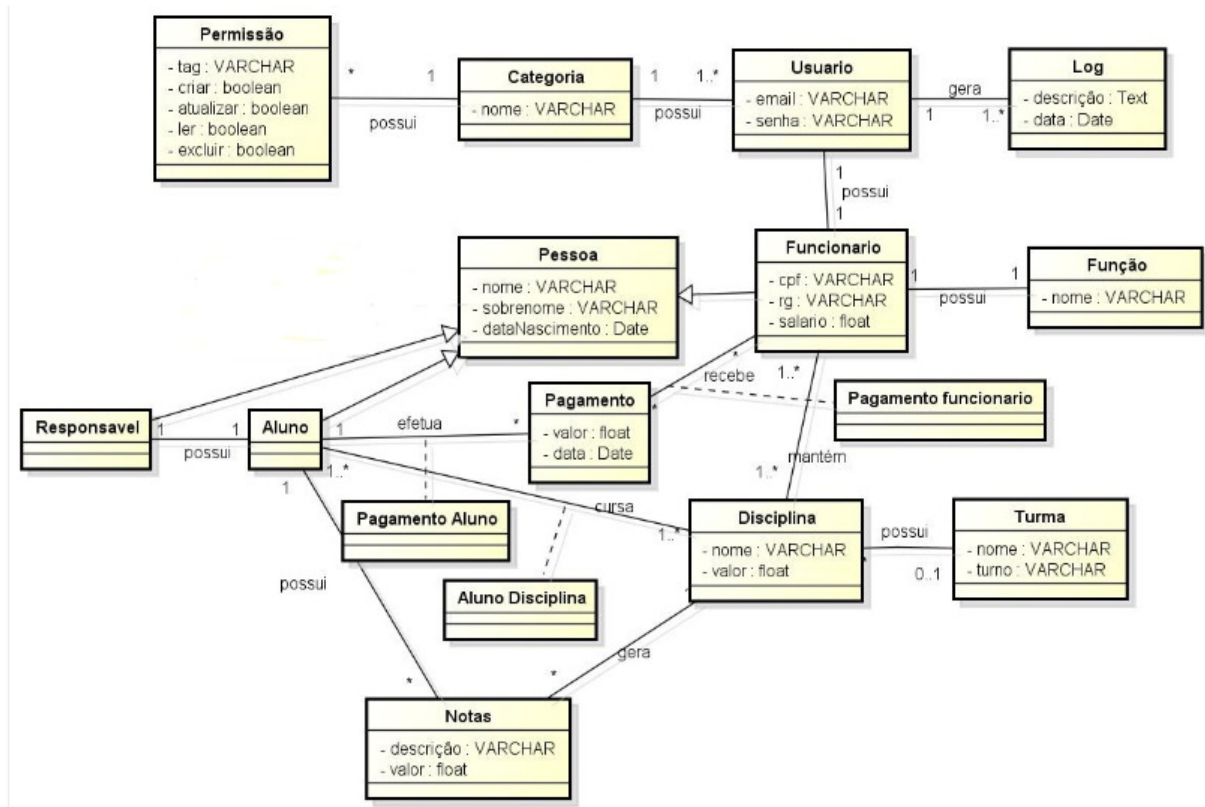 Permissão
- tag : VARCHAR
- criar : boolean
- atualizar : boolean
- ler : boolean
- excluir : boolean
*
1
possui
Categoria
- nome : VARCHAR
1
1..*
possui
Usuario
- email : VARCHAR
- senha : VARCHAR
gera
1
1..*
Log
- descrição : Text
- data : Date
1
possui
1
Pessoa
- nome : VARCHAR
- sobrenome : VARCHAR
- dataNascimento : Date
Funcionario
- cpf : VARCHAR
- rg : VARCHAR
- salario : float
1
1
possui
Função
- nome : VARCHAR
*
recebe
*
1..*
Pagamento funcionario
Responsavel
1
1
possui
Aluno
1
efetua
*
Pagamento
- valor : float
- data : Date
1..*
1
mantém
1..*
Pagamento Aluno
cursa
1..*
Disciplina
- nome : VARCHAR
- valor : float
possui
*
0..1
Turma
- nome : VARCHAR
- turno : VARCHAR
possui
Aluno Disciplina
gera
*
*
Notas
- descrição : VARCHAR
- valor : float